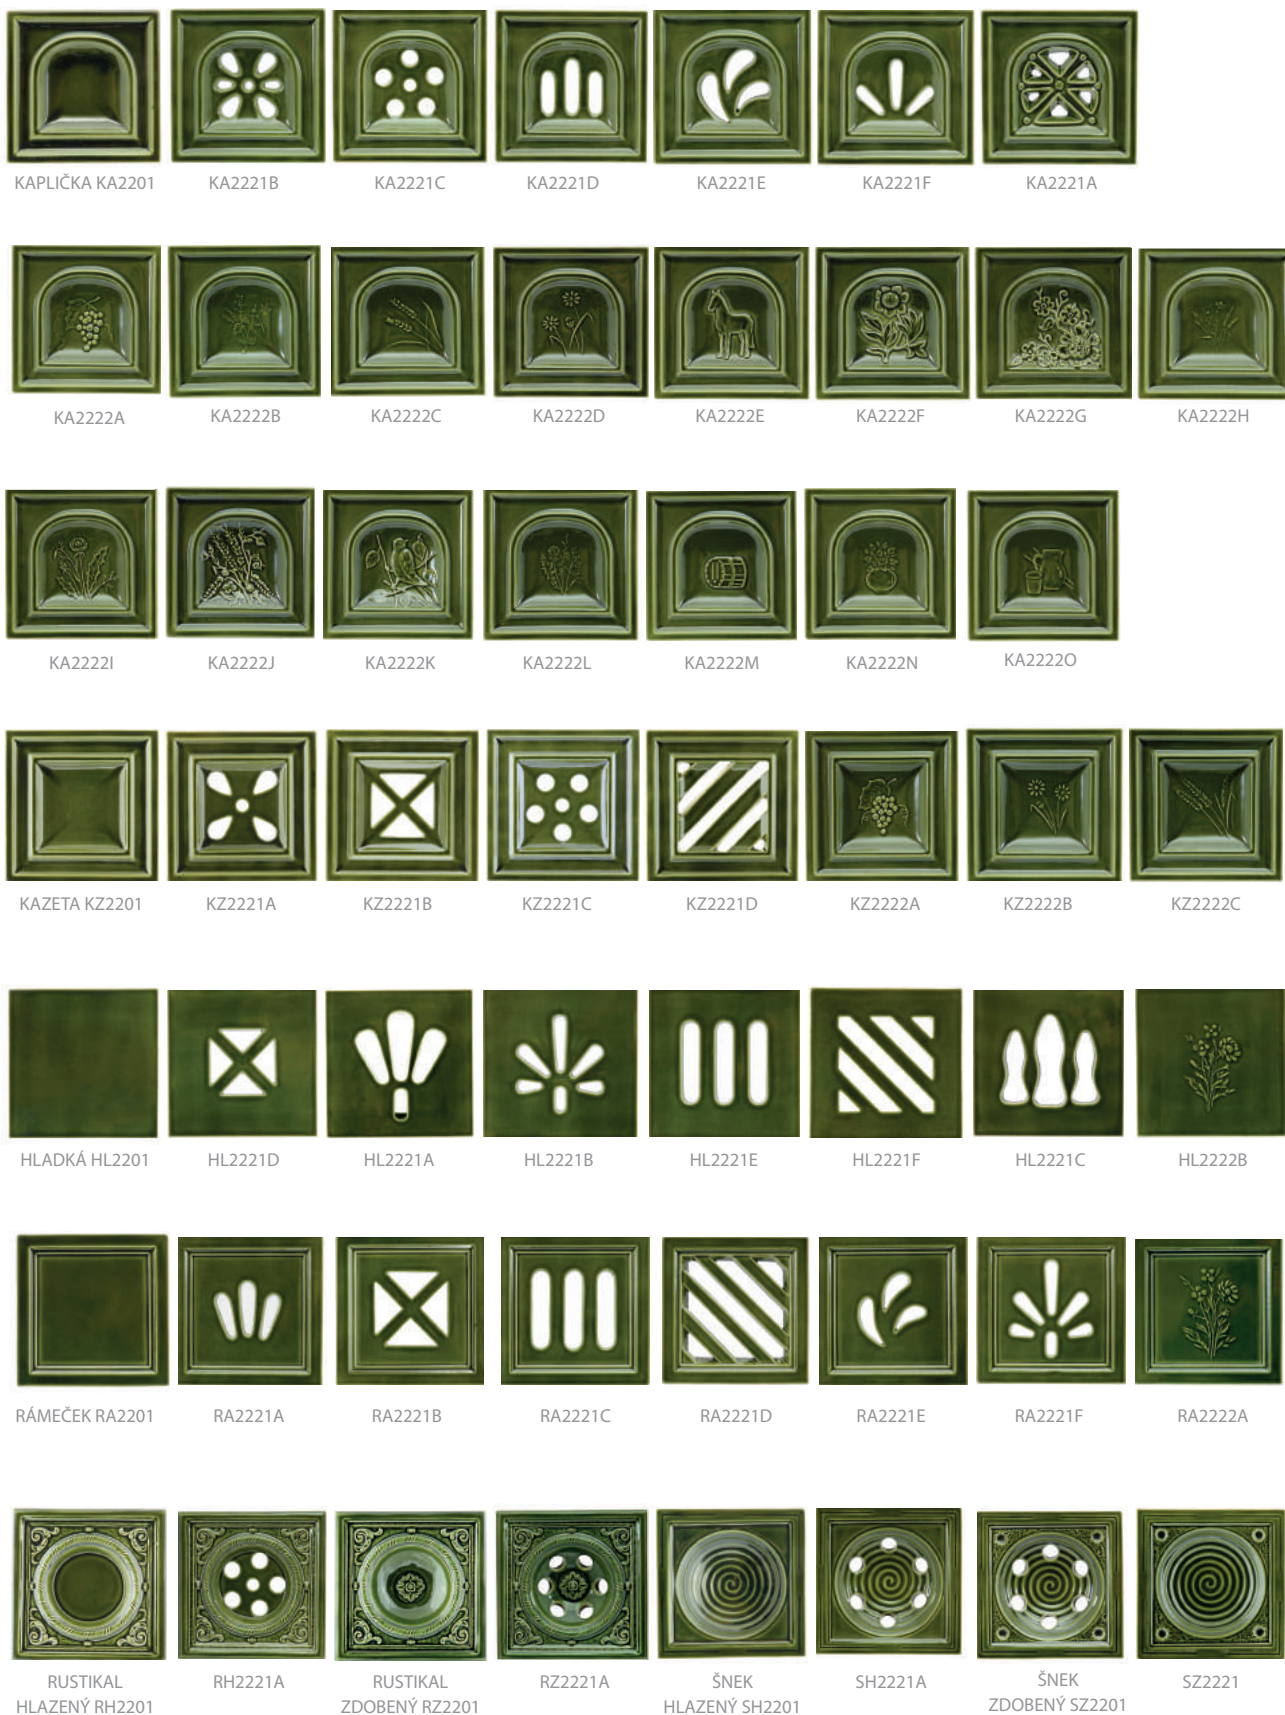 KAPLIČKA KA2201 KA2221B KA2221C KA2221D KA2221E KA2221F KA2221A
KA2222A KA2222B KA2222C KA2222D KA2222E KA2222F KA2222G KA2222H
KA2222I KA2222J KA2222K KA2222L KA2222M KA2222N KA2222O
KAZETA KZ2201 KZ2221A KZ2221B KZ2221C KZ2221D KZ2222A KZ2222B KZ2222C
HLADKÁ HL2201 HL2221D HL2221A HL2221B HL2221E HL2221F HL2221C HL2222B
RÁMEČEK RA2201 RA2221A RA2221B RA2221C RA2221D RA2221E RA2221F RA2222A
RUSTIKAL
HLAZENÝ RH2201
RH2221A
RUSTIKAL
ZDOBENÝ RZ2201
RZ2221A
ŠNEK
HLAZENÝ SH2201
SH2221A
ŠNEK
ZDOBENÝ SZ2201
SZ2221